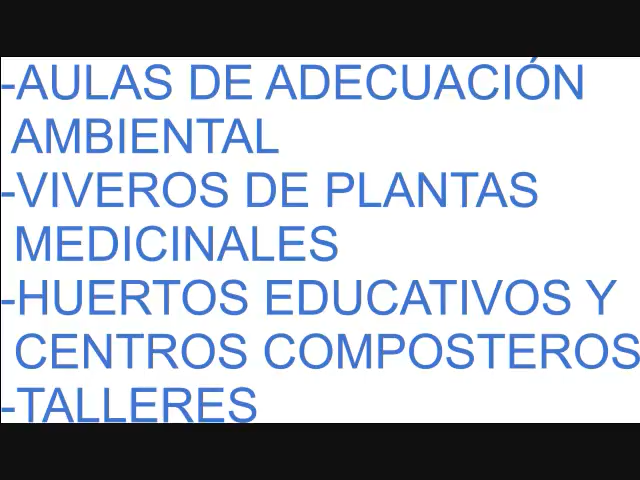 -AULAS DE ADECUACIÓN
AMBIENTAL
-VIVEROS DE PLANTAS
MEDICINALES
-HUERTOS EDUCATIVOS Y
CENTROS COMPOSTEROS
-TALLERES